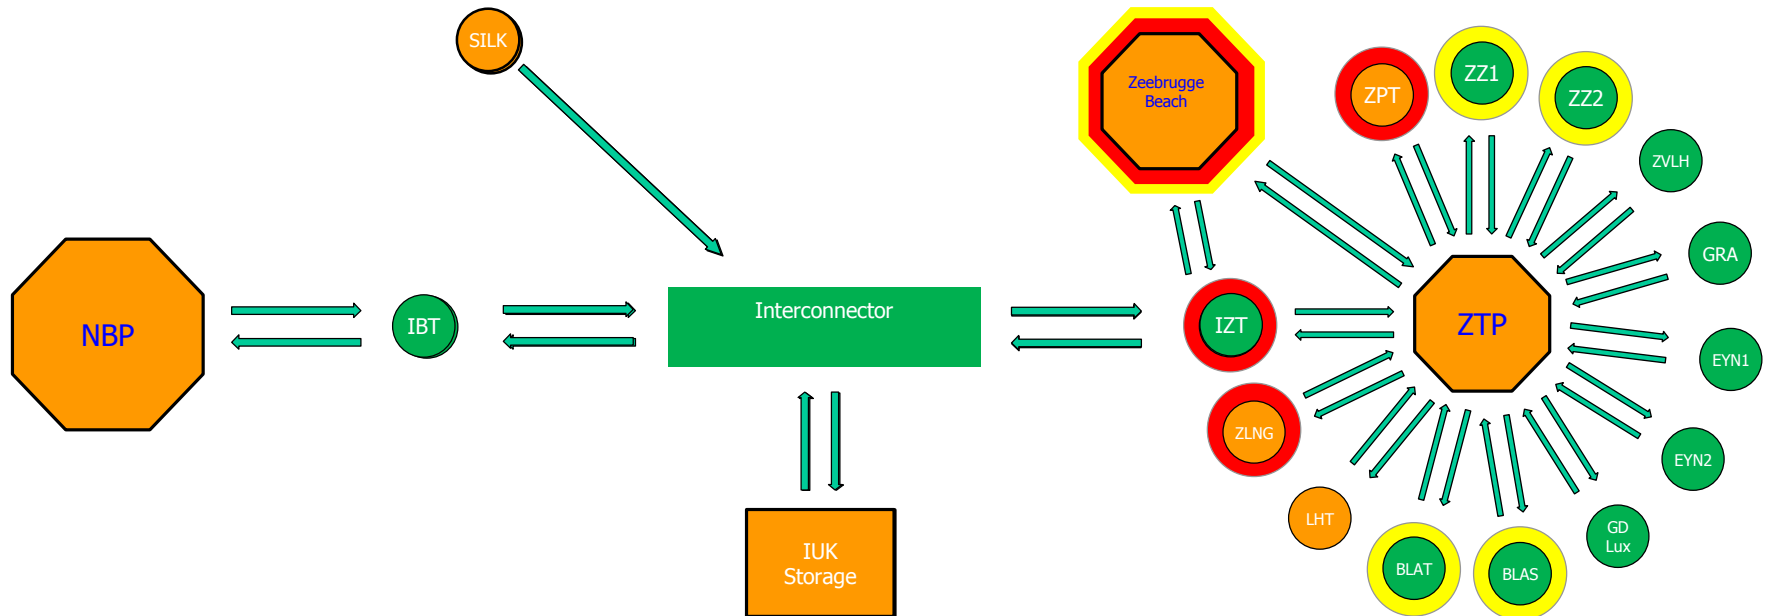 SILK
Zeebrugge
Beach
ZPT
ZZ1
ZZ2
ZVLH
GRA
NBP
IBT
Interconnector
IZT
ZTP
EYN1
ZLNG
EYN2
LHT
GD
Lux
IUK
Storage
BLAT
BLAS